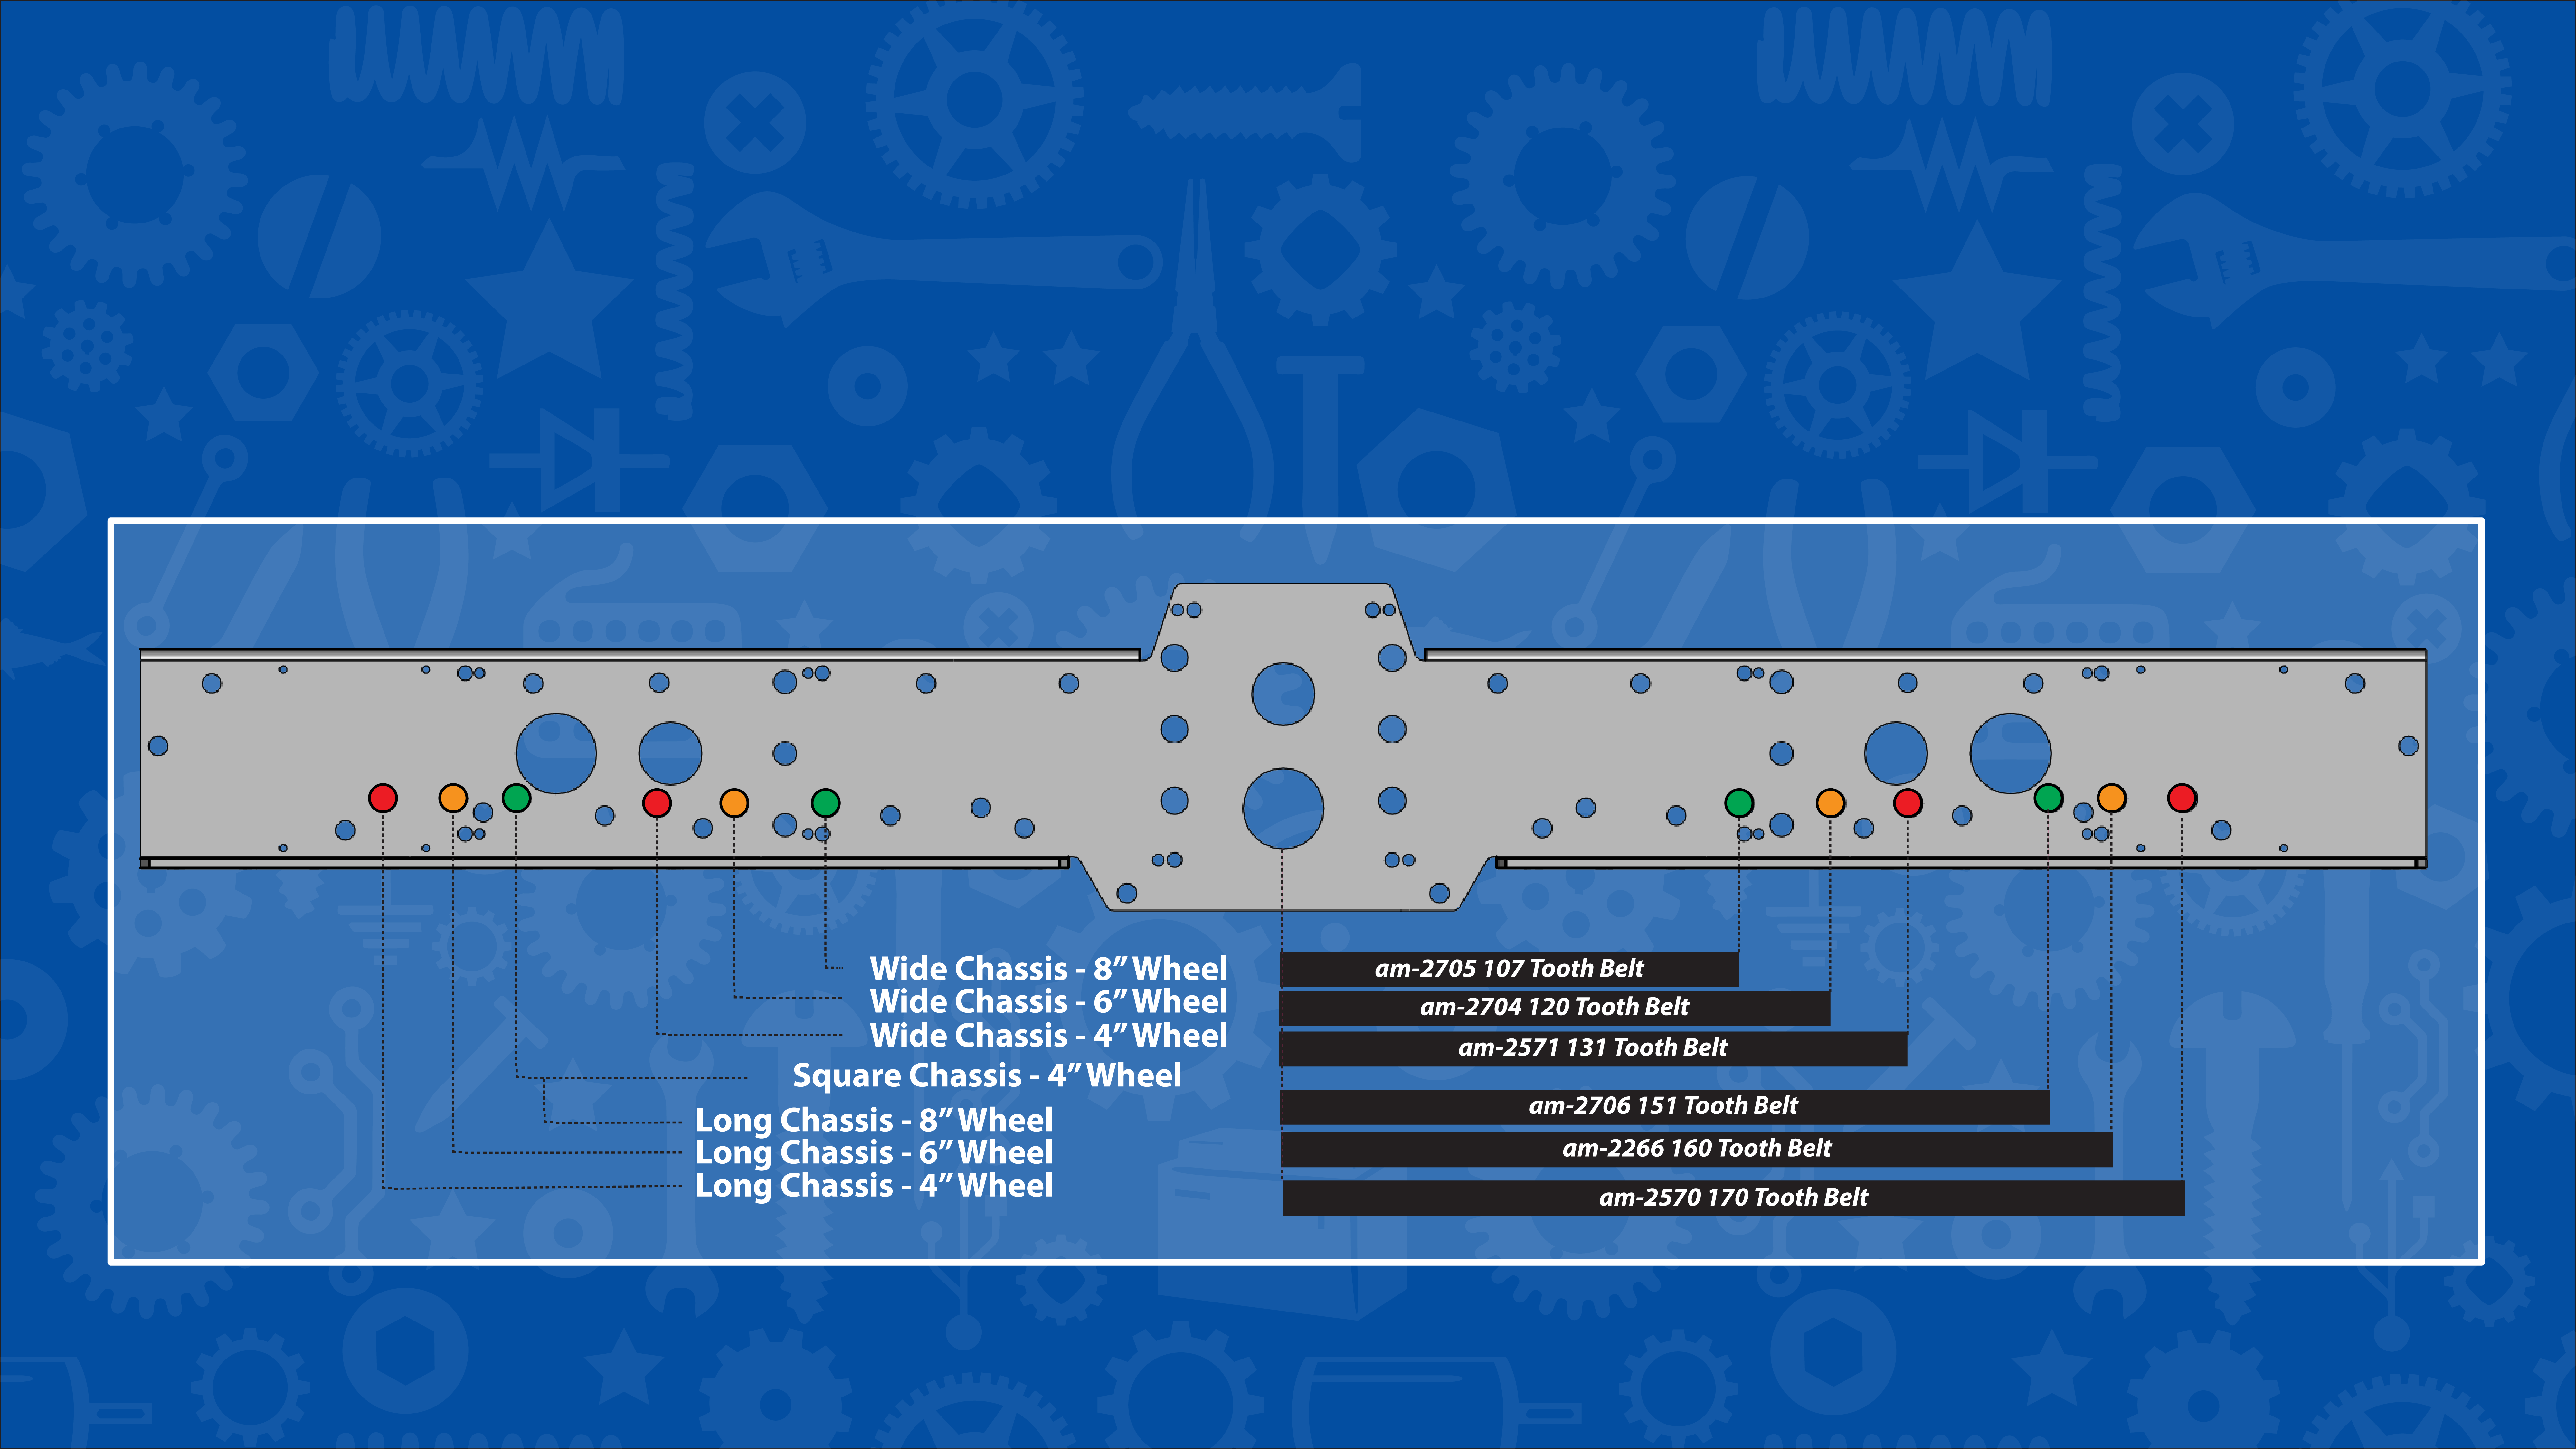 Wide Chassis - 8” Wheel
Wide Chassis - 6” Wheel
Wide Chassis - 4” Wheel
Square Chassis - 4” Wheel
Long Chassis - 8” Wheel
Long Chassis - 6” Wheel
Long Chassis - 4” Wheel
am-2705 107 Tooth Belt
am-2704 120 Tooth Belt
am-2571 131 Tooth Belt
am-2706 151 Tooth Belt
am-2266 160 Tooth Belt
am-2570 170 Tooth Belt